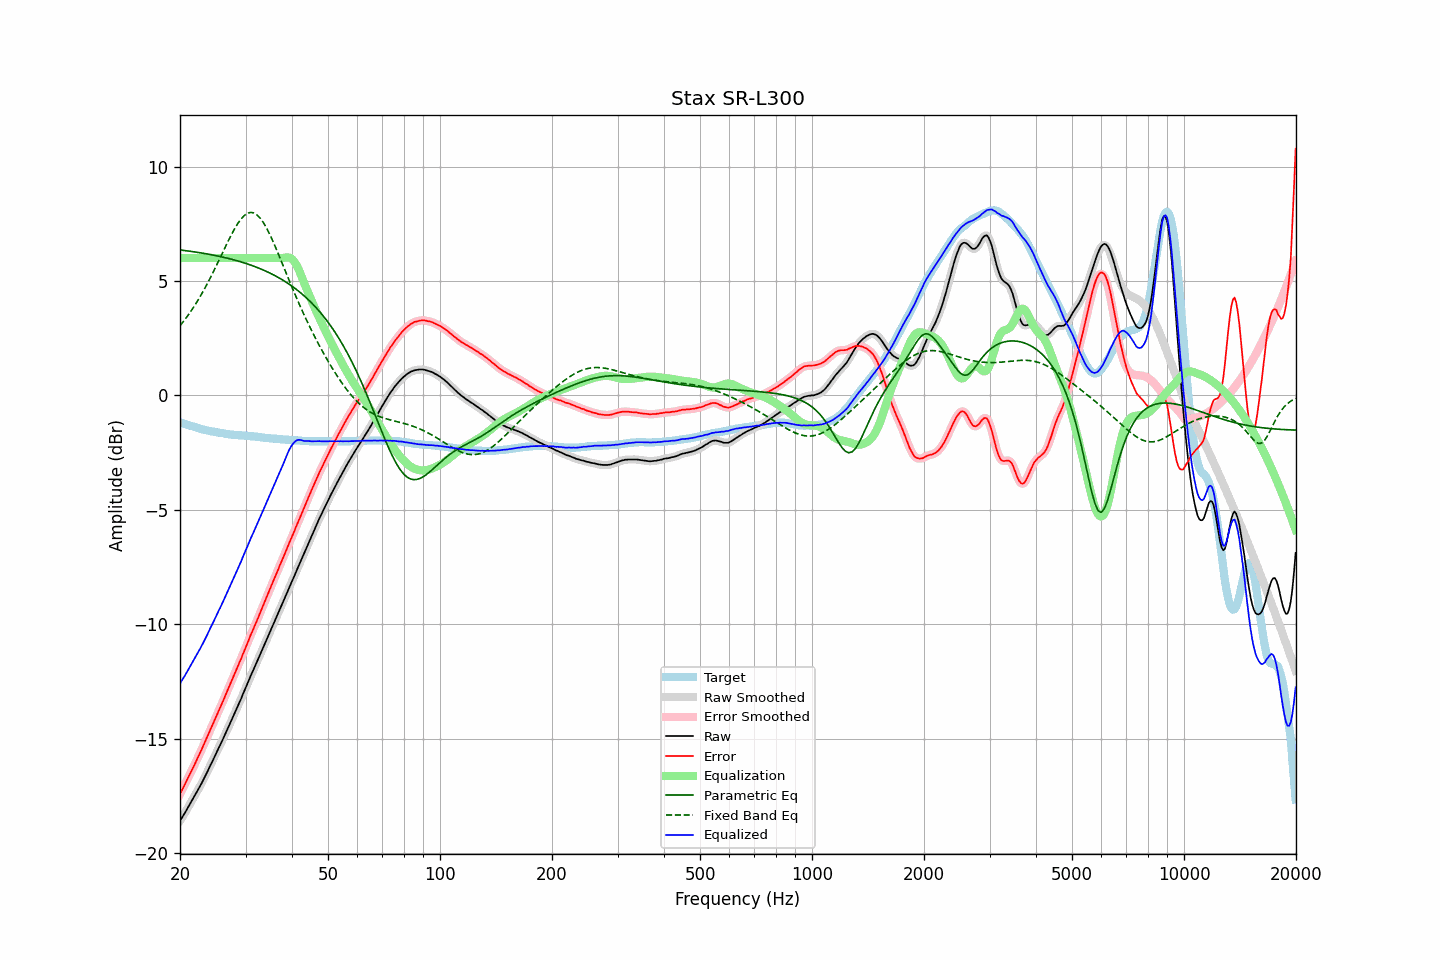 Stax SR-L300
Amplitude (dBr)
10
5
0
−5
−10
−15
−20
Target
Raw Smoothed
Error Smoothed
Raw
Error
Equalization
Parametric Eq
Fixed Band Eq
Equalized
20 50 100 200 500 1000 2000 5000 10000 20000
Frequency (Hz)